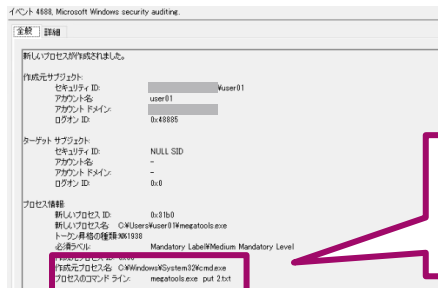 イベント 4688, Microsoft Windows security auditing.
全般 詳細
新しいプロセスが作成されました。
作成元サブジェクト:
セキュリティ ID: ¥user01
アカウント名: user01
アカウント ドメイン:
ログオン ID: 0x48885
ターゲット サブジェクト:
セキュリティ ID: NULL SID
アカウント名: -
アカウント ドメイン: -
ログオン ID: 0x0
プロセス情報:
新しいプロセス ID: 0x31b0
新しいプロセス名: C:¥Users¥user01¥megatools.exe
トークン昇格の種類: %%1938
必須ラベル: Mandatory Label¥Medium Mandatory Level
作成元プロセス名: C:¥Windows¥System32¥cmd.exe
プロセスのコマンド ライン: megatools.exe put 2.txt